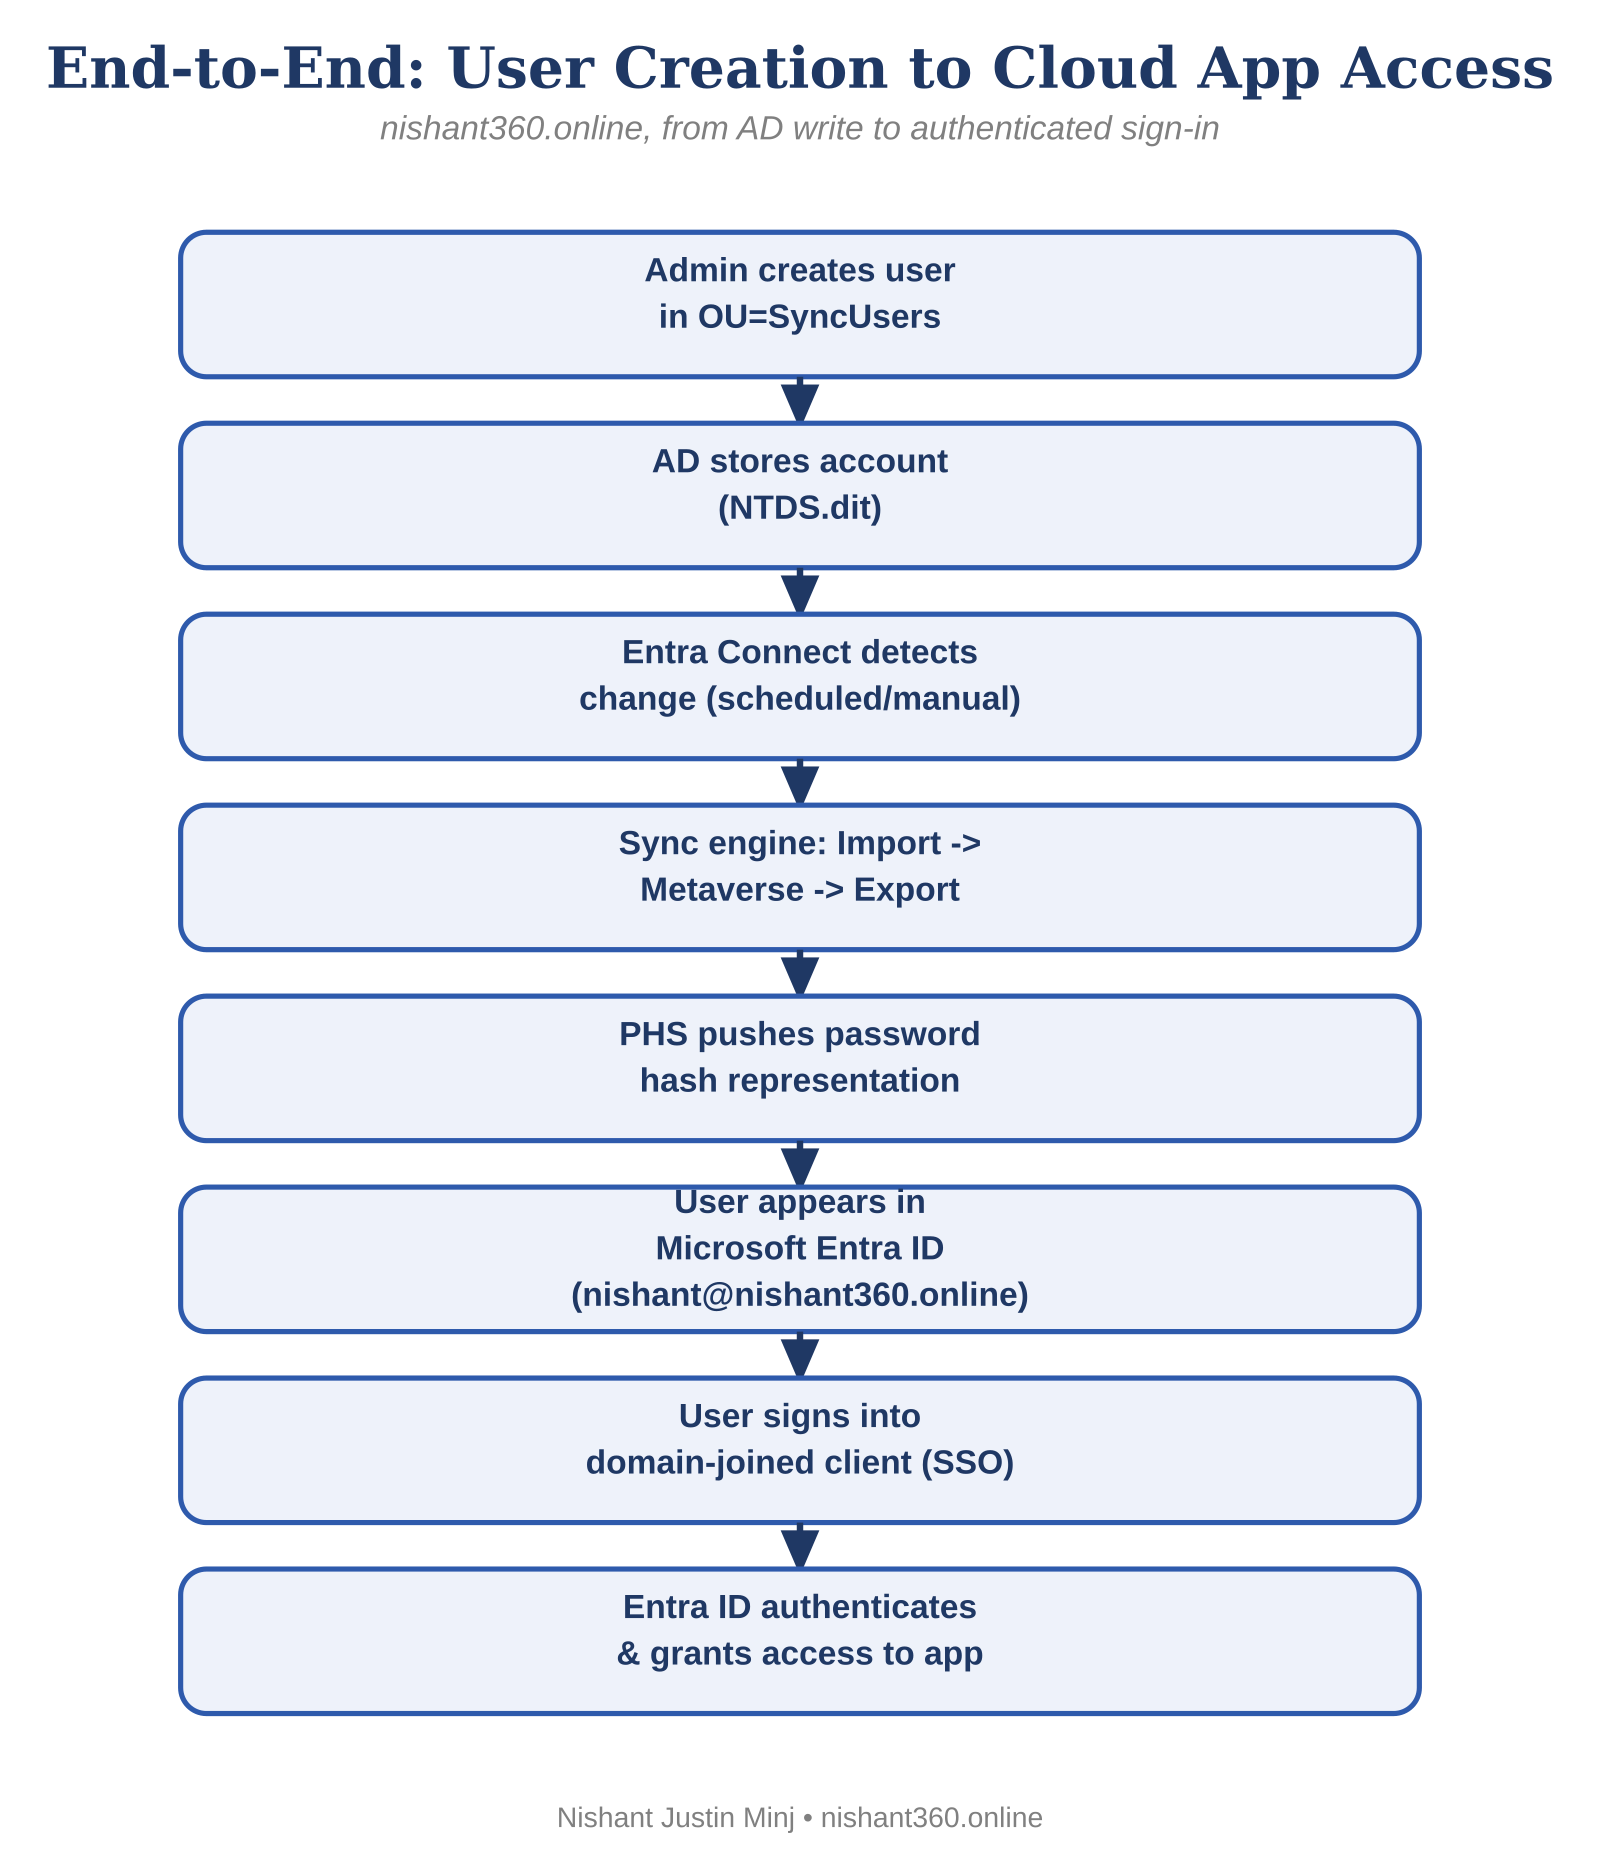 End-to-End: User Creation to Cloud App Access
nishant360.online, from AD write to authenticated sign-in
Admin creates user
in OU=SyncUsers
AD stores account
(NTDS.dit)
Entra Connect detects
change (scheduled/manual)
Sync engine: Import ->
Metaverse -> Export
PHS pushes password
hash representation
User appears in
Microsoft Entra ID
(nishant@nishant360.online)
User signs into
domain-joined client (SSO)
Entra ID authenticates
& grants access to app
Nishant Justin Minj • nishant360.online